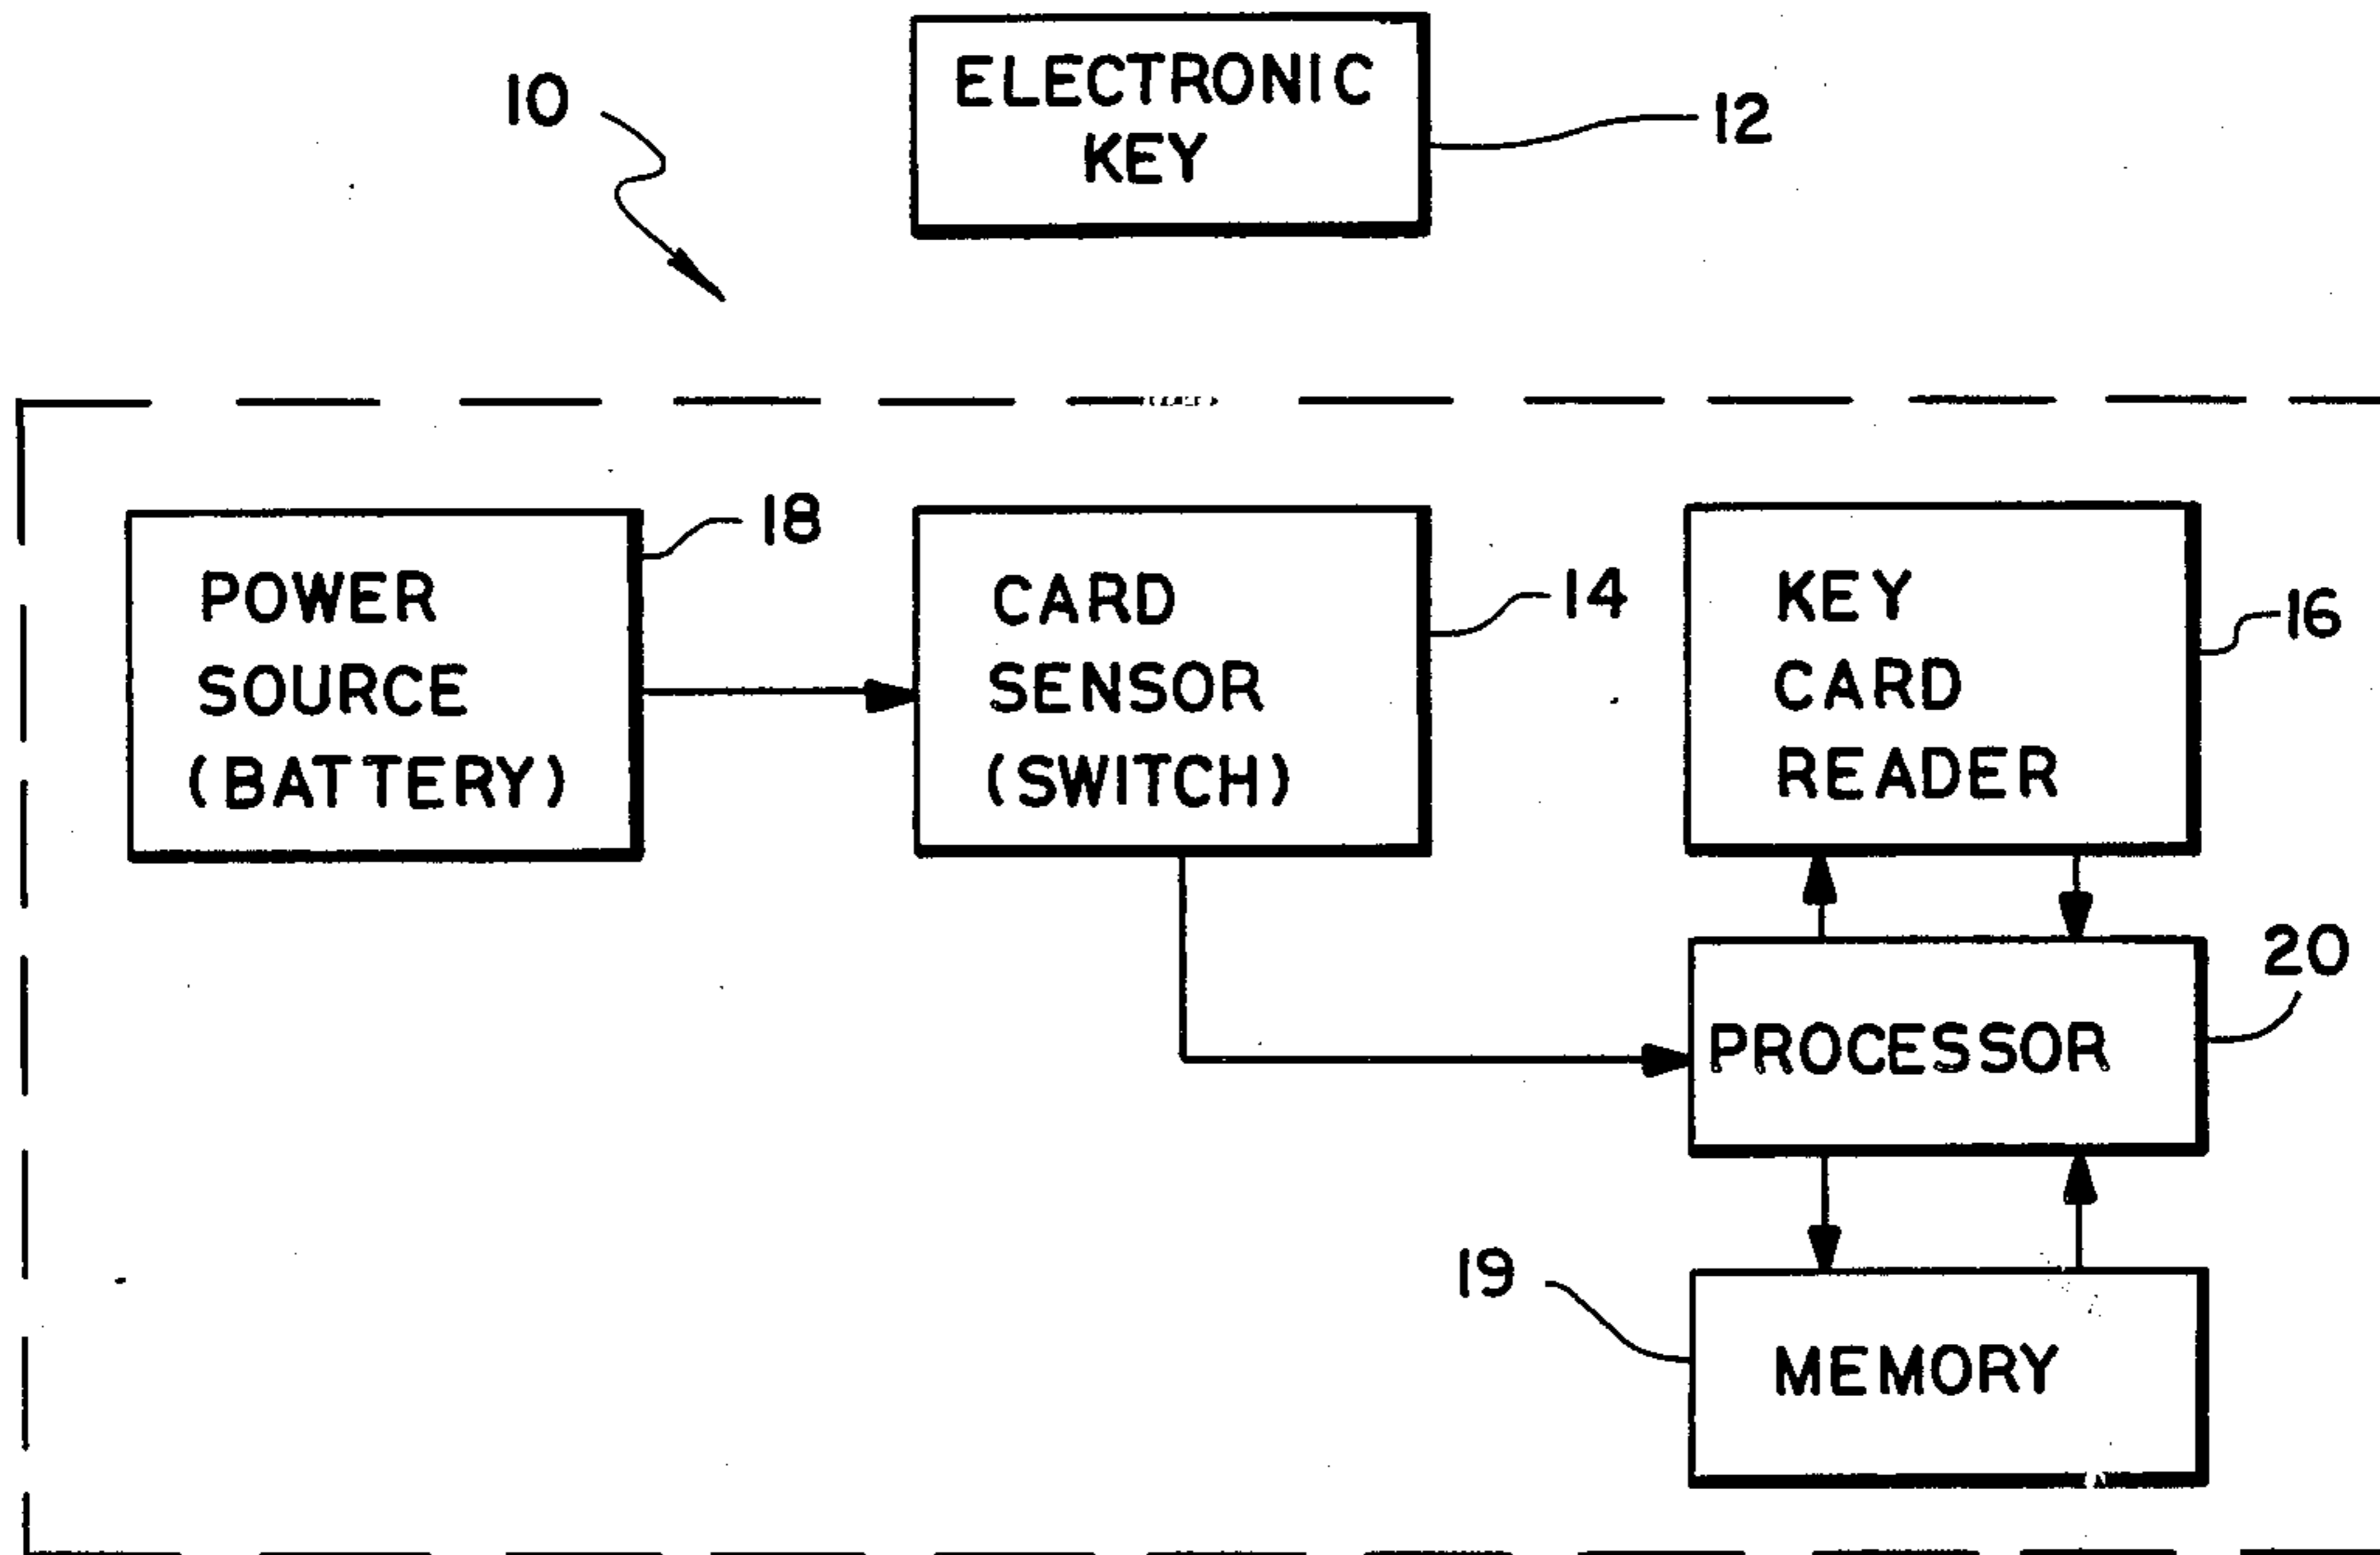 10
ELECTRONIC
KEY
12
POWER
SOURCE
(BATTERY)
18
CARD
SENSOR
(SWITCH)
14
KEY
CARD
READER
16
PROCESSOR
20
19
MEMORY